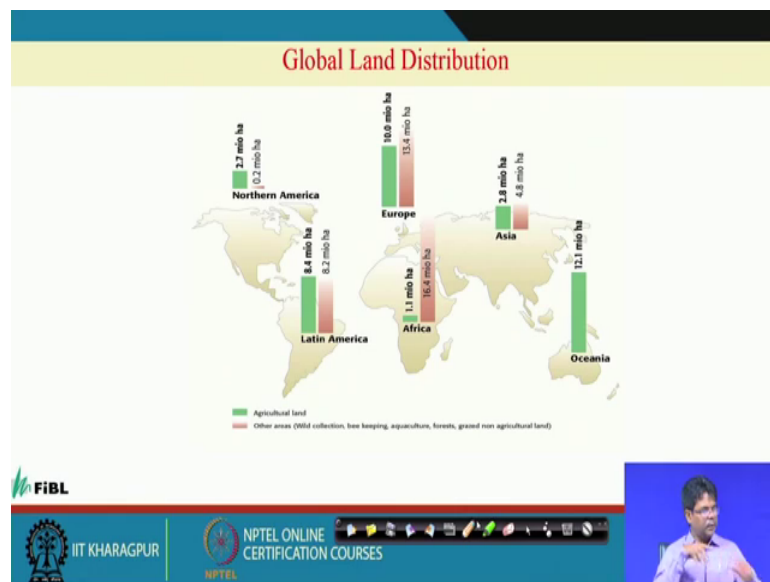 Global Land Distribution
2.7 mio ha
0.2 mio ha
Northern America
10.0 mio ha
13.4 mio ha
Europe
2.8 mio ha
4.8 mio ha
Asia
8.4 mio ha
8.2 mio ha
Latin America
1.1 mio ha
16.4 mio ha
Africa
12.1 mio ha
Oceania
Agricultural land
Other areas (Wild collection, bee keeping, aquaculture, forests, grazed non agricultural land)
FiBL
IIT KHARAGPUR
NPTEL
NPTEL ONLINE
CERTIFICATION COURSES